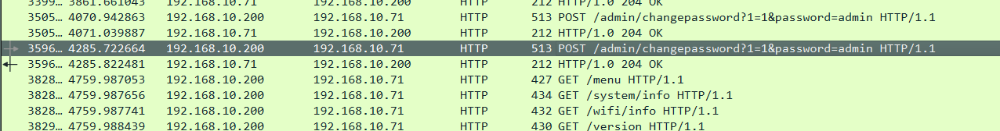 3399… 3861.661043 192.168.10.71 192.168.10.200 HTTP 212 HTTP/1.0 204 OK
3505… 4070.942863 192.168.10.200 192.168.10.71 HTTP 513 POST /admin/changepassword?1=1&password=admin HTTP/1.1
3505… 4071.039887 192.168.10.71 192.168.10.200 HTTP 212 HTTP/1.0 204 OK
3596… 4285.722664 192.168.10.200 192.168.10.71 HTTP 513 POST /admin/changepassword?1=1&password=admin HTTP/1.1
3596… 4285.822481 192.168.10.71 192.168.10.200 HTTP 212 HTTP/1.0 204 OK
3828… 4759.987053 192.168.10.200 192.168.10.71 HTTP 427 GET /menu HTTP/1.1
3828… 4759.987656 192.168.10.200 192.168.10.71 HTTP 434 GET /system/info HTTP/1.1
3828… 4759.987741 192.168.10.200 192.168.10.71 HTTP 432 GET /wifi/info HTTP/1.1
3829… 4759.988439 192.168.10.200 192.168.10.71 HTTP 430 GET /version HTTP/1.1